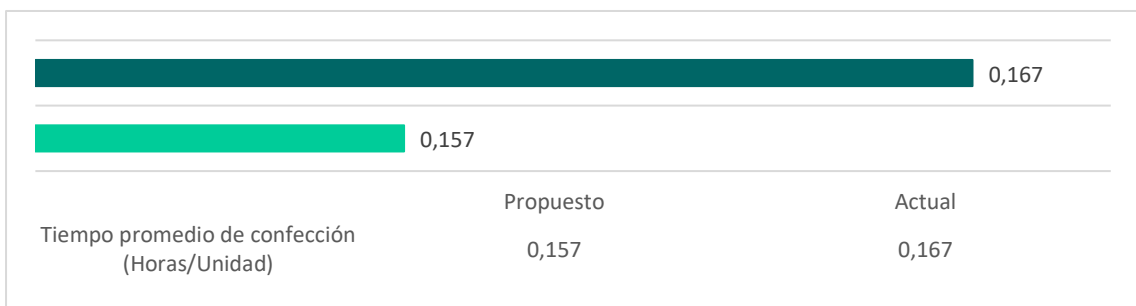 0,167
0,157
Propuesto Actual
Tiempo promedio de confección
(Horas/Unidad) 0,157 0,167